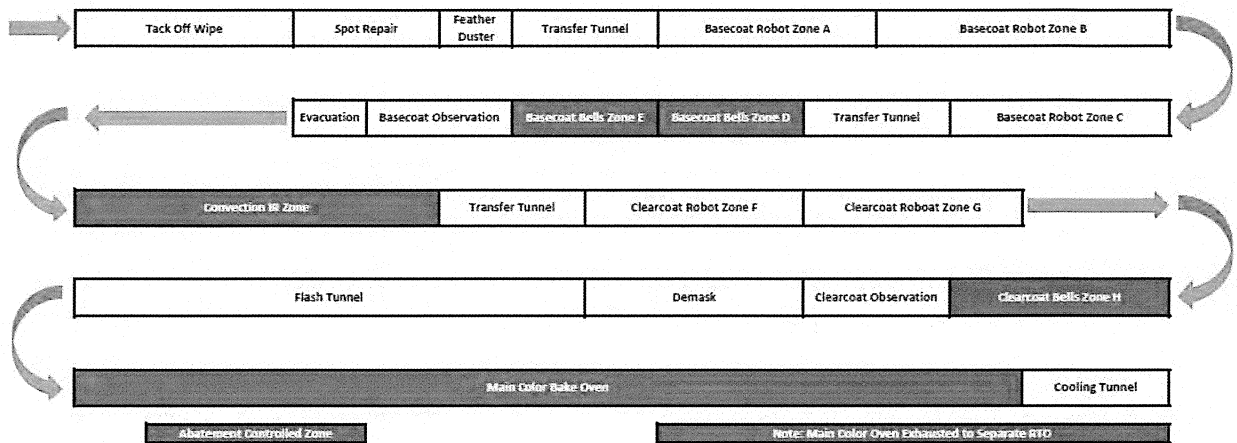 Tack Off Wipe
Spot Repair
Feather
Duster
Transfer Tunnel
Basecoat Robot Zone A
Basecoat Robot Zone B
Evacuation
Basecoat Observation
Basecoat Bells Zone E
Basecoat Bells Zone D
Transfer Tunnel
Basecoat Robot Zone C
Convection IR Zone
Transfer Tunnel
Clearcoat Robot Zone F
Clearcoat Roboat Zone G
Flash Tunnel
Demask
Clearcoat Observation
Clearcoat Bells Zone H
Main Color Bake Oven
Cooling Tunnel
Abatement Controlled Zone
Note: Main Color Oven Exhausted to Separate RTO